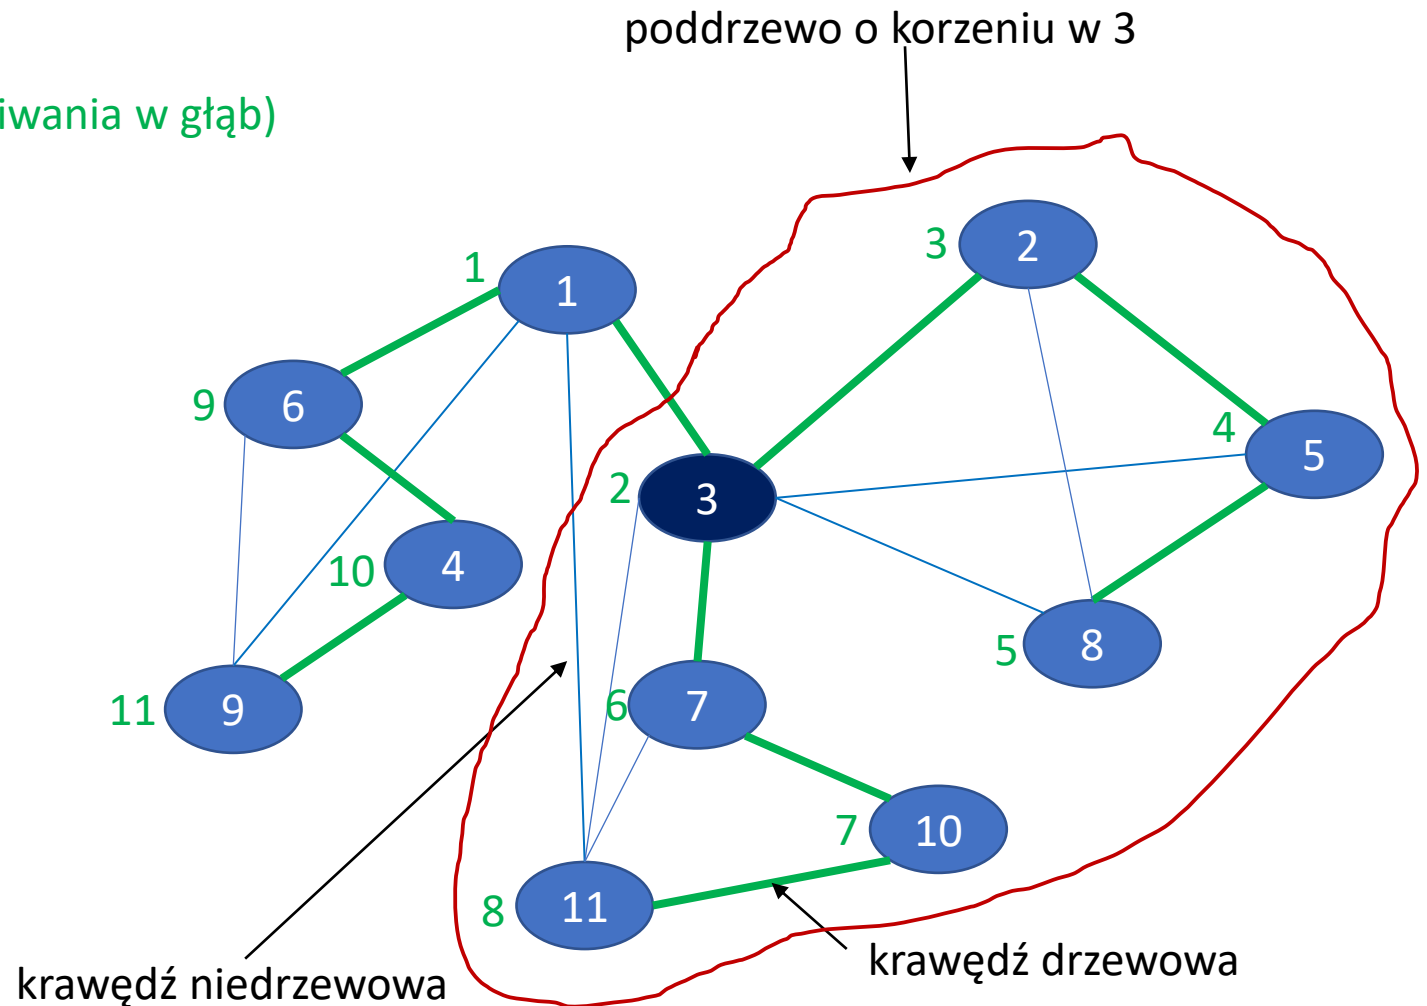 poddrzewo o korzeniu w 3
iwania w głąb)
3 2
1 1
9 6
4 5
2 3
10 4
5 8
11 9
6 7
7 10
8 11
krawędź drzewowa
krawędź niedrzewowa